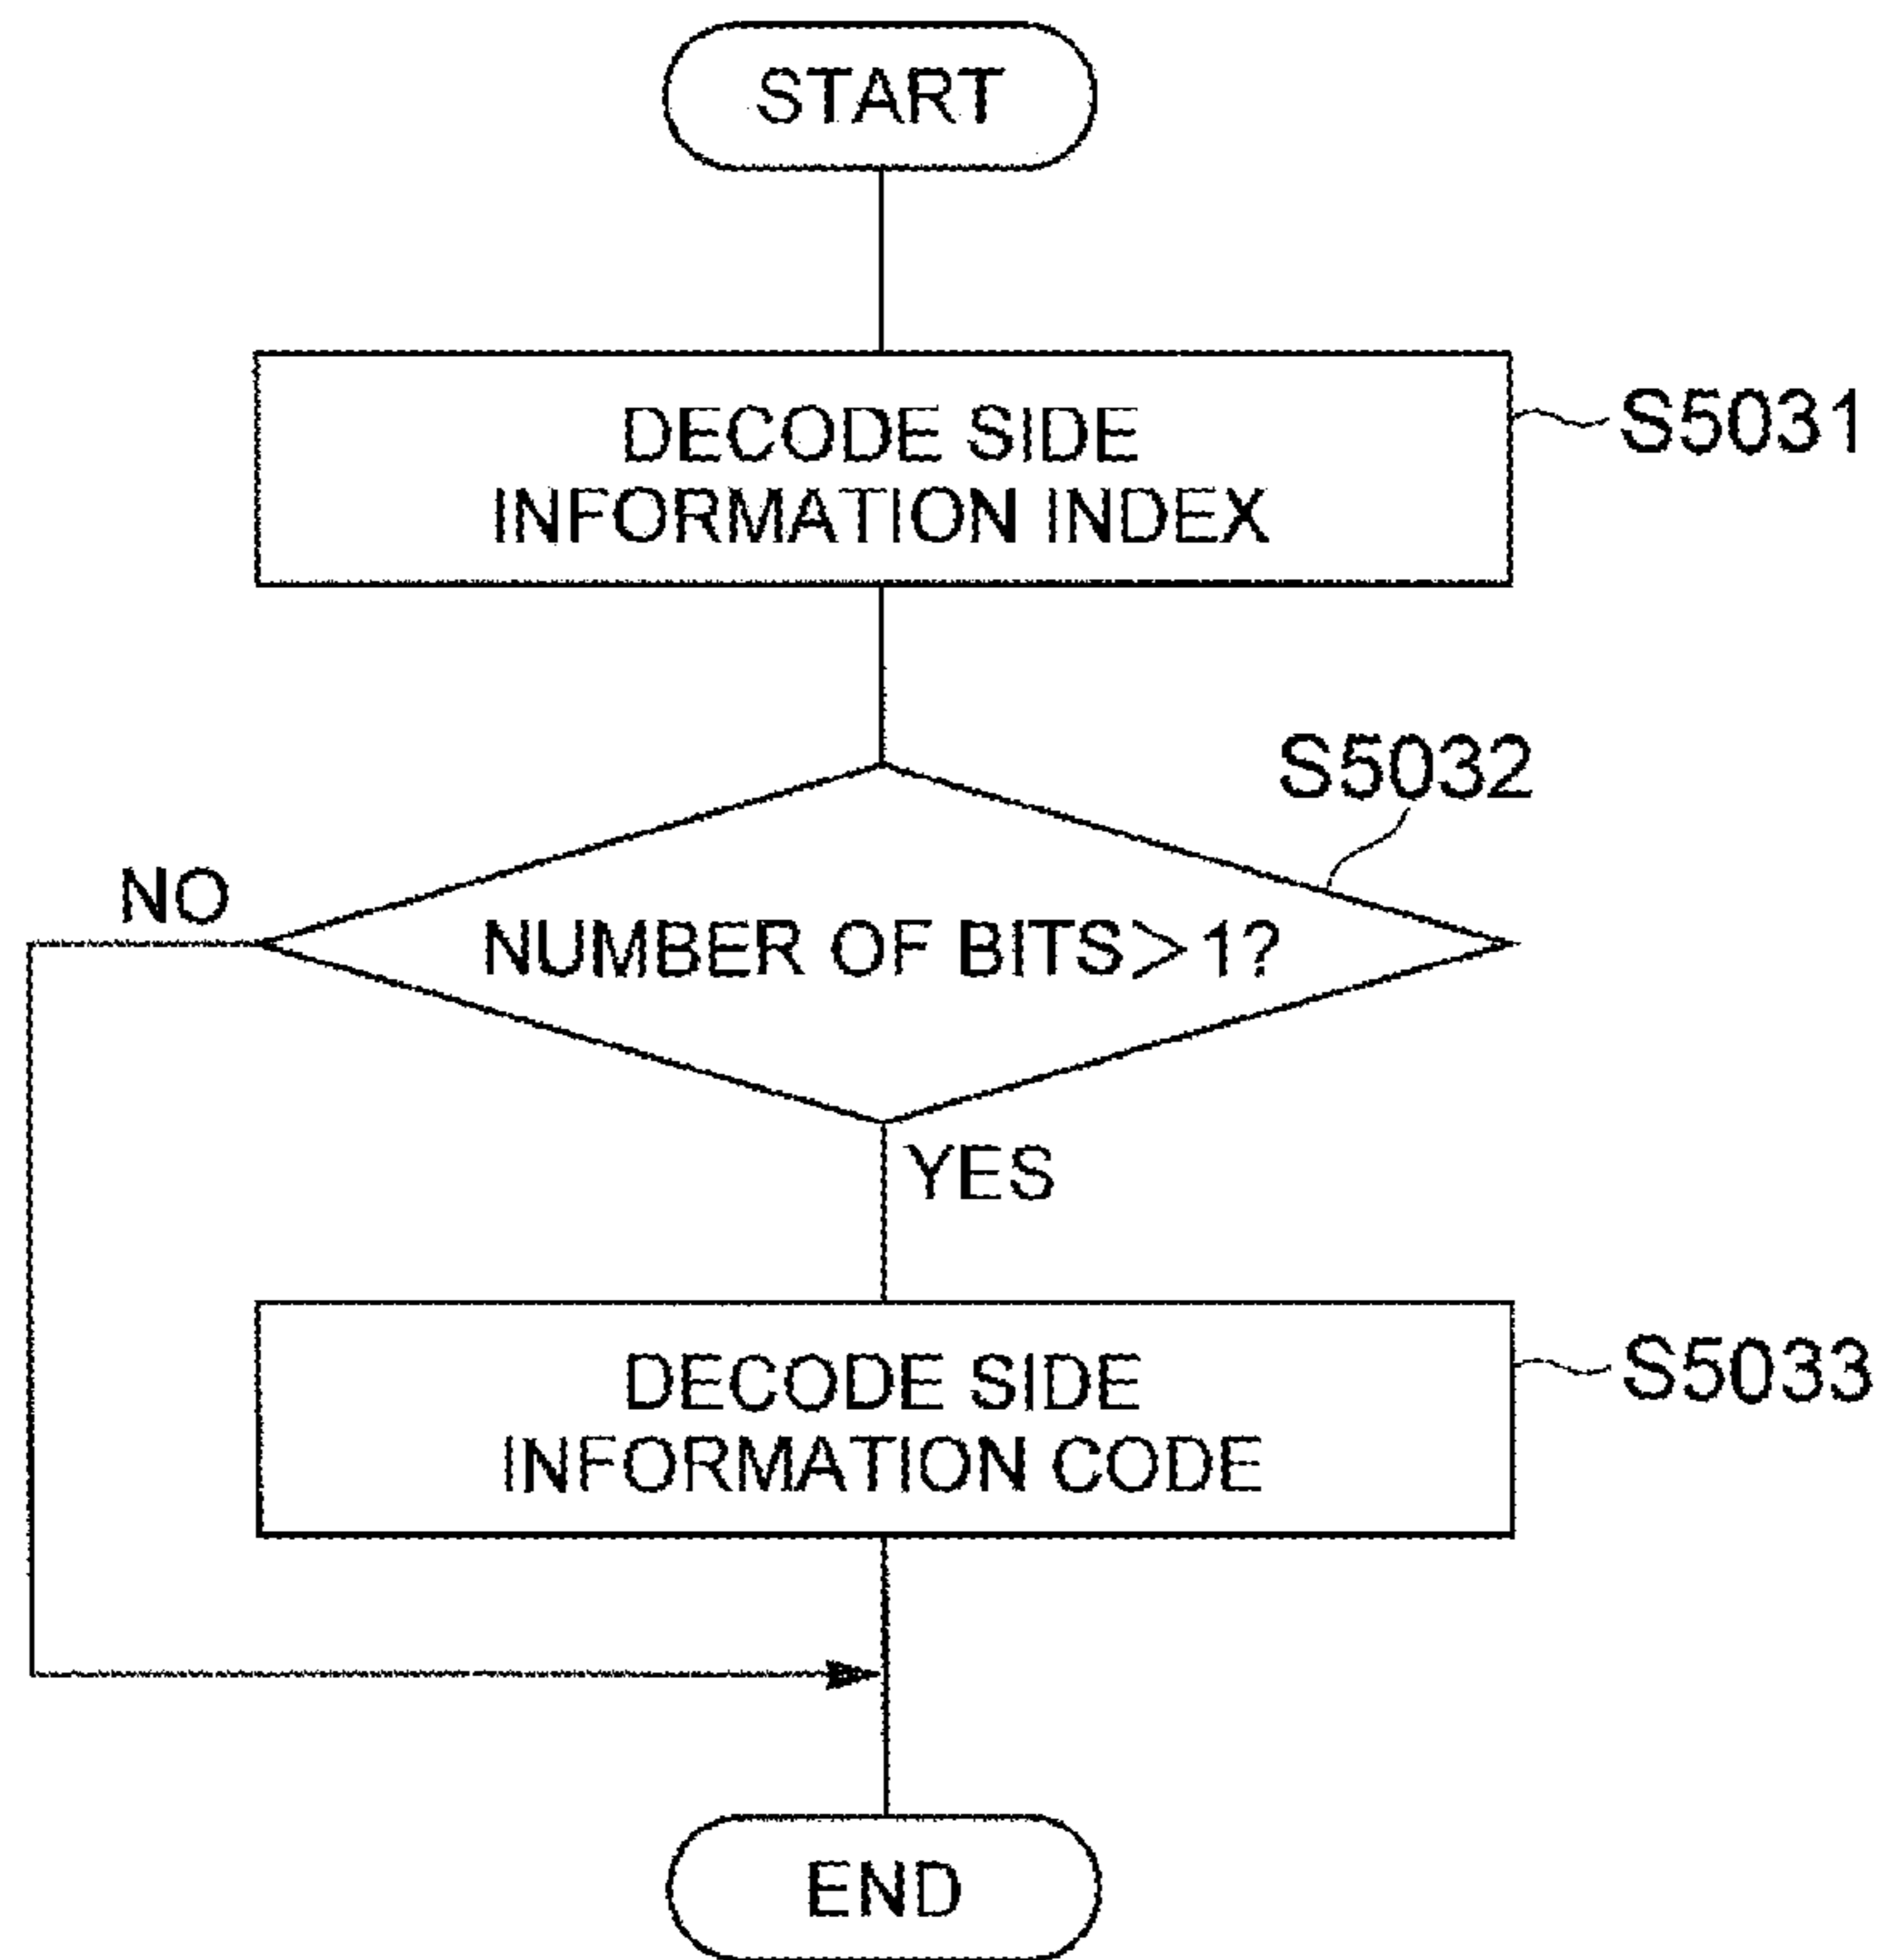 START
DECODE SIDE
INFORMATION INDEX
S5031
S5032
NO
NUMBER OF BITS>1?
YES
DECODE SIDE
INFORMATION CODE
S5033
END